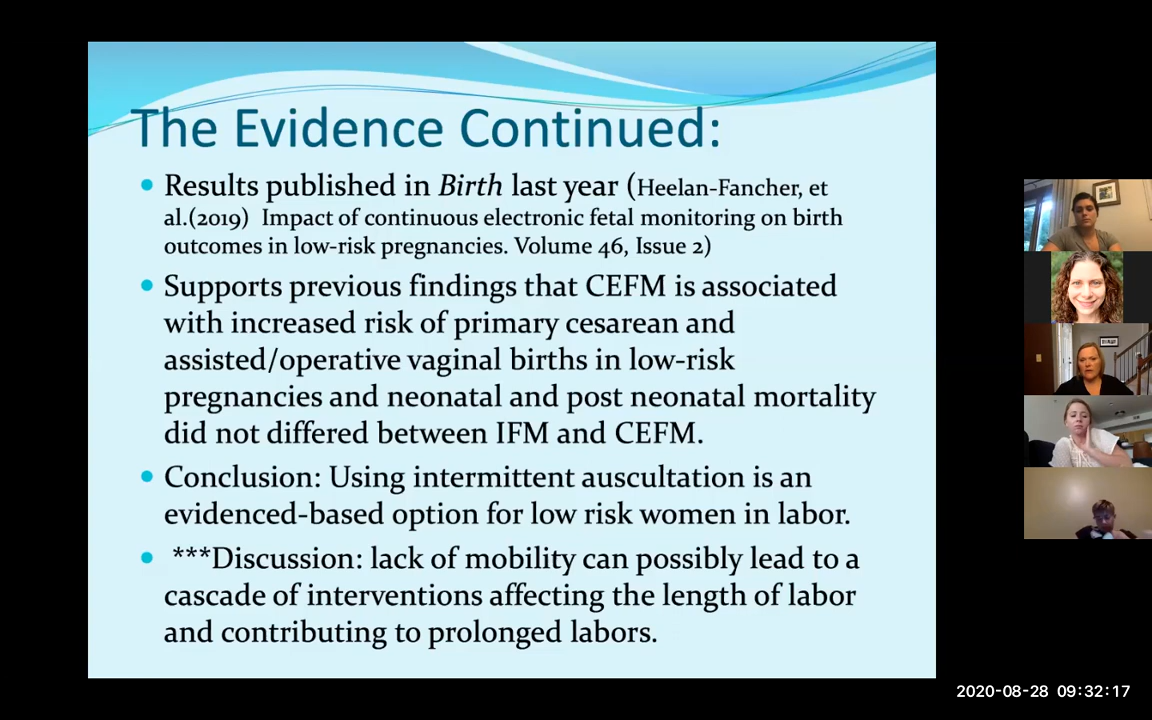 The Evidence Continued:
Results published in Birth last year (Heelan-Fancher, et
al.(2019)  Impact of continuous electronic fetal monitoring on birth
outcomes in low-risk pregnancies. Volume 46, Issue 2)
Supports previous findings that CEFM is associated
with increased risk of primary cesarean and
assisted/operative vaginal births in low-risk
pregnancies and neonatal and post neonatal mortality
did not differed between IFM and CEFM.
Conclusion: Using intermittent auscultation is an
evidenced-based option for low risk women in labor.
***Discussion: lack of mobility can possibly lead to a
cascade of interventions affecting the length of labor
and contributing to prolonged labors.
2020-08-28 09:32:17